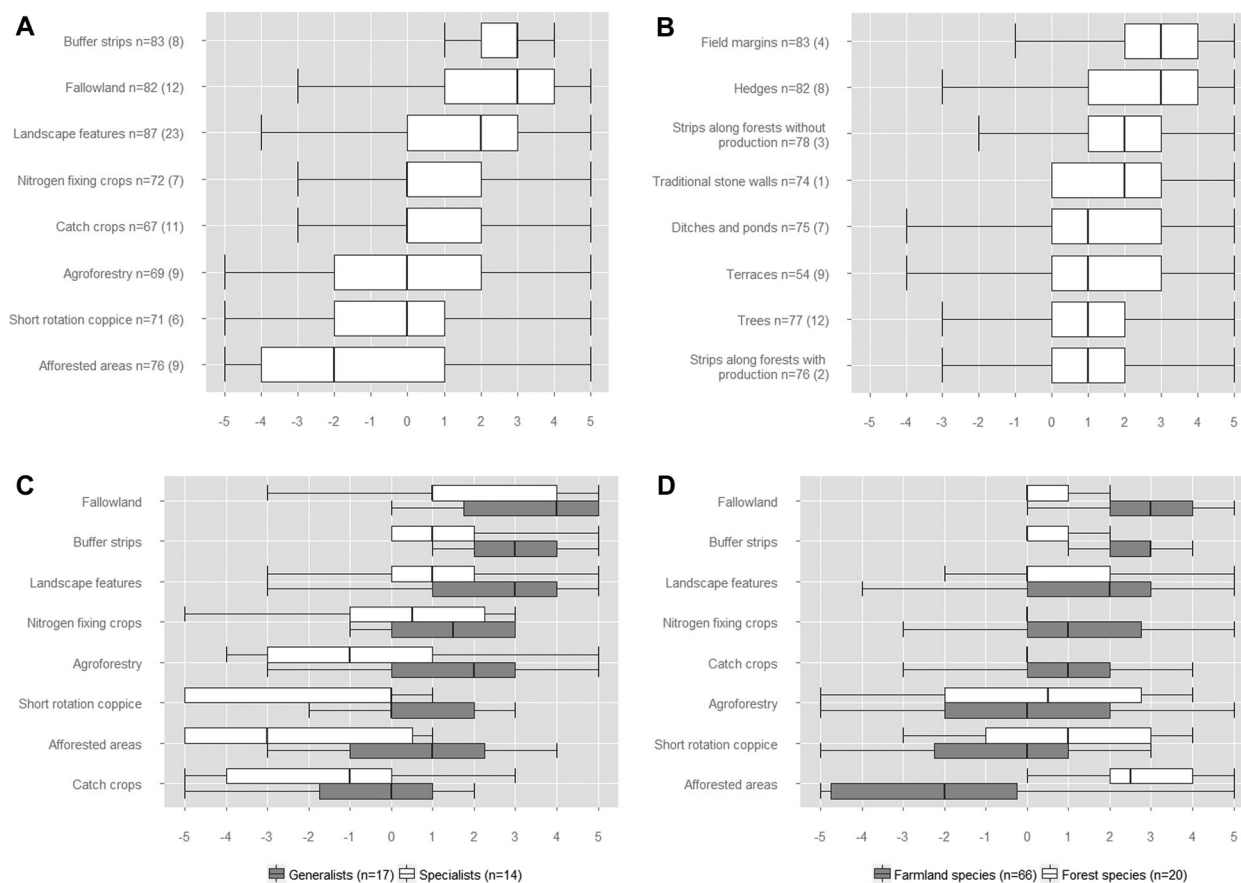 A
Buffer strips n=83 (8)
Fallowland n=82 (12)
Landscape features n=87 (23)
Nitrogen fixing crops n=72 (7)
Catch crops n=67 (11)
Agroforestry n=69 (9)
Short rotation coppice n=71 (6)
Afforested areas n=76 (9)
-5 -4 -3 -2 -1 0 1 2 3 4 5
B
Field margins n=83 (4)
Hedges n=82 (8)
Strips along forests without
production n=78 (3)
Traditional stone walls n=74 (1)
Ditches and ponds n=75 (7)
Terraces n=54 (9)
Trees n=77 (12)
Strips along forests with
production n=76 (2)
-5 -4 -3 -2 -1 0 1 2 3 4 5
C
Fallowland
Buffer strips
Landscape features
Nitrogen fixing crops
Agroforestry
Short rotation coppice
Afforested areas
Catch crops
-5 -4 -3 -2 -1 0 1 2 3 4 5
Generalists (n=17) Specialists (n=14)
D
Fallowland
Buffer strips
Landscape features
Nitrogen fixing crops
Catch crops
Agroforestry
Short rotation coppice
Afforested areas
-5 -4 -3 -2 -1 0 1 2 3 4 5
Farmland species (n=66) Forest species (n=20)